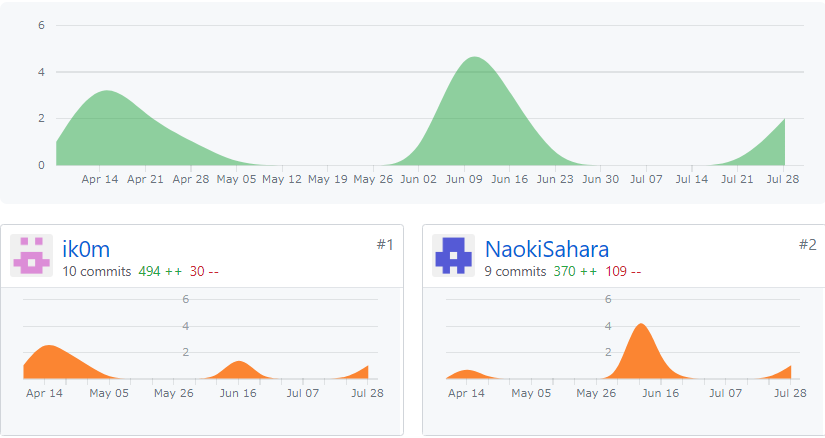 6
4
2
0
Apr 14 Apr 21 Apr 28 May 05 May 12 May 19 May 26 Jun 02 Jun 09 Jun 16 Jun 23 Jun 30 Jul 07 Jul 14 Jul 21 Jul 28
ik0m #1
10 commits 494 ++ 30 --
6
4
2
Apr 14 May 05 May 26 Jun 16 Jul 07 Jul 28
NaokiSahara #2
9 commits 370 ++ 109 --
6
4
2
Apr 14 May 05 May 26 Jun 16 Jul 07 Jul 28